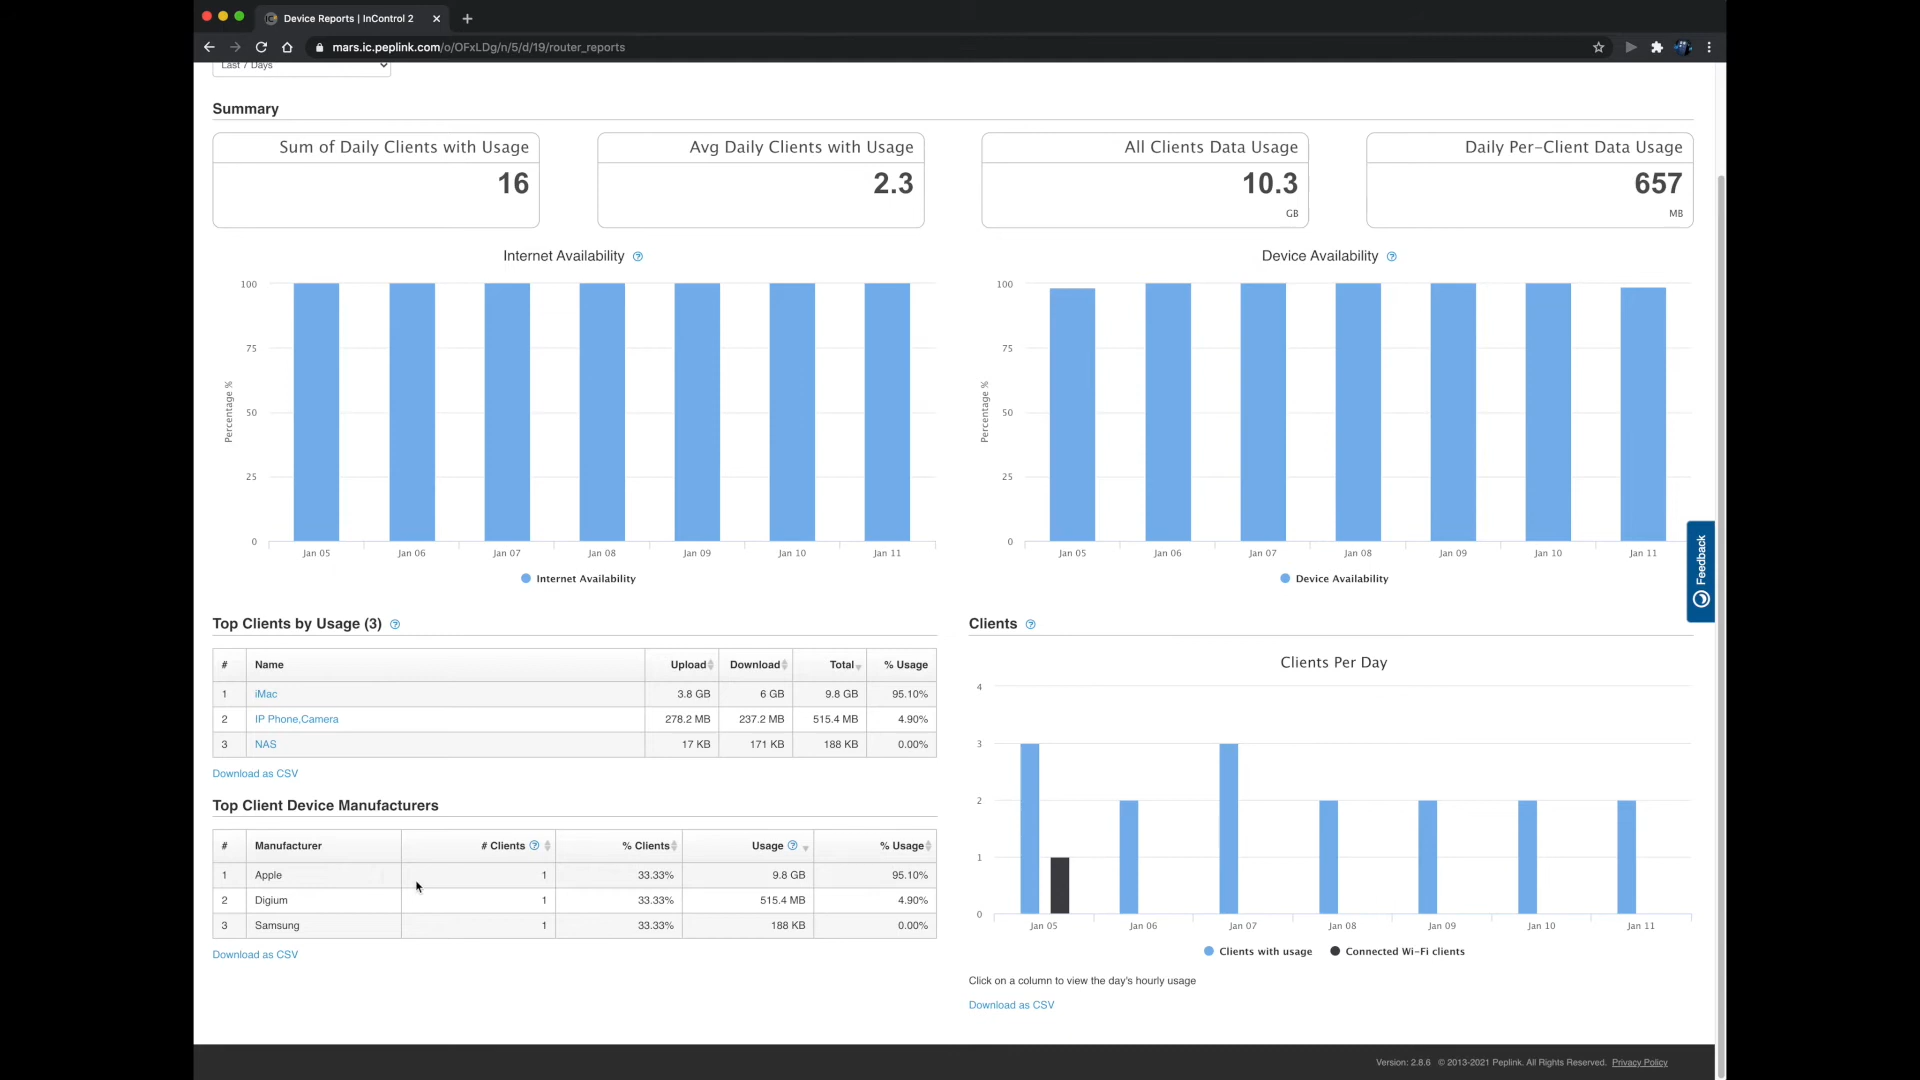 Device Reports | InControl 2
mars.ic.peplink.com/o/OFxLDg/n/5/d/19/router_reports
Last 7 Days
Summary
Sum of Daily Clients with Usage
16
Avg Daily Clients with Usage
2.3
All Clients Data Usage
10.3
GB
Daily Per-Client Data Usage
657
MB
Internet Availability
100
75
50
25
0
Percentage %
Jan 05 Jan 06 Jan 07 Jan 08 Jan 09 Jan 10 Jan 11
Internet Availability
Device Availability
100
75
50
25
0
Percentage %
Jan 05 Jan 06 Jan 07 Jan 08 Jan 09 Jan 10 Jan 11
Device Availability
Feedback
Top Clients by Usage (3)
# Name Upload Download Total % Usage
1 iMac 3.8 GB 6 GB 9.8 GB 95.10%
2 IP Phone,Camera 278.2 MB 237.2 MB 515.4 MB 4.90%
3 NAS 17 KB 171 KB 188 KB 0.00%
Download as CSV
Top Client Device Manufacturers
# Manufacturer # Clients % Clients Usage % Usage
1 Apple 1 33.33% 9.8 GB 95.10%
2 Digium 1 33.33% 515.4 MB 4.90%
3 Samsung 1 33.33% 188 KB 0.00%
Download as CSV
Clients
Clients Per Day
4
3
2
1
0
Jan 05 Jan 06 Jan 07 Jan 08 Jan 09 Jan 10 Jan 11
Clients with usage Connected Wi-Fi clients
Click on a column to view the day's hourly usage
Download as CSV
Version: 2.8.6 © 2013-2021 Peplink. All Rights Reserved. Privacy Policy